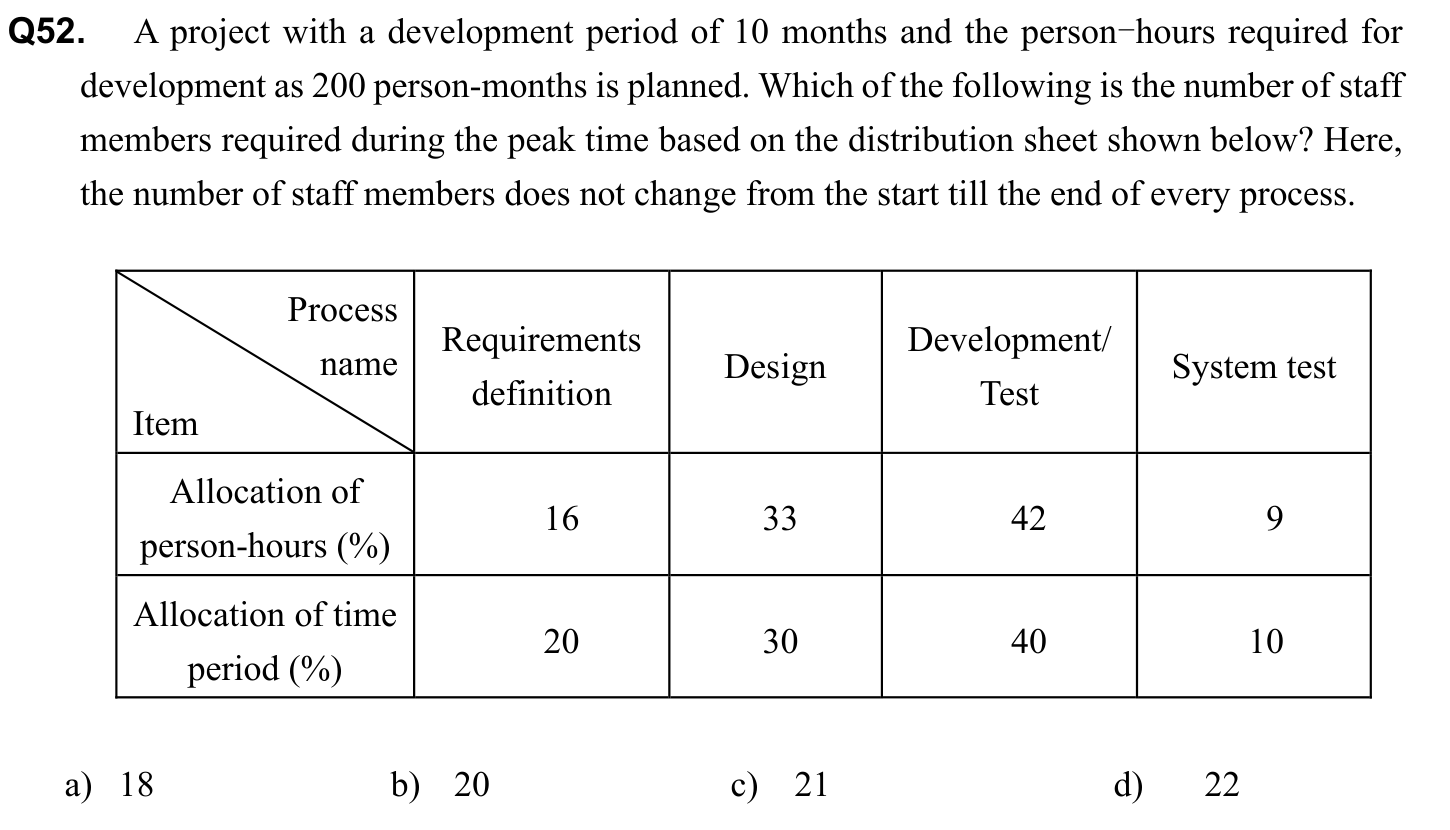 Q52. A project with a development period of 10 months and the person−hours required for
development as 200 person-months is planned. Which of the following is the number of staff
members required during the peak time based on the distribution sheet shown below? Here,
the number of staff members does not change from the start till the end of every process.
Process
name
Item
Requirements
definition
Design
Development/
Test
System test
Allocation of
person-hours (%)
16
33
42
9
Allocation of time
period (%)
20
30
40
10
a) 18 b) 20 c) 21 d) 22